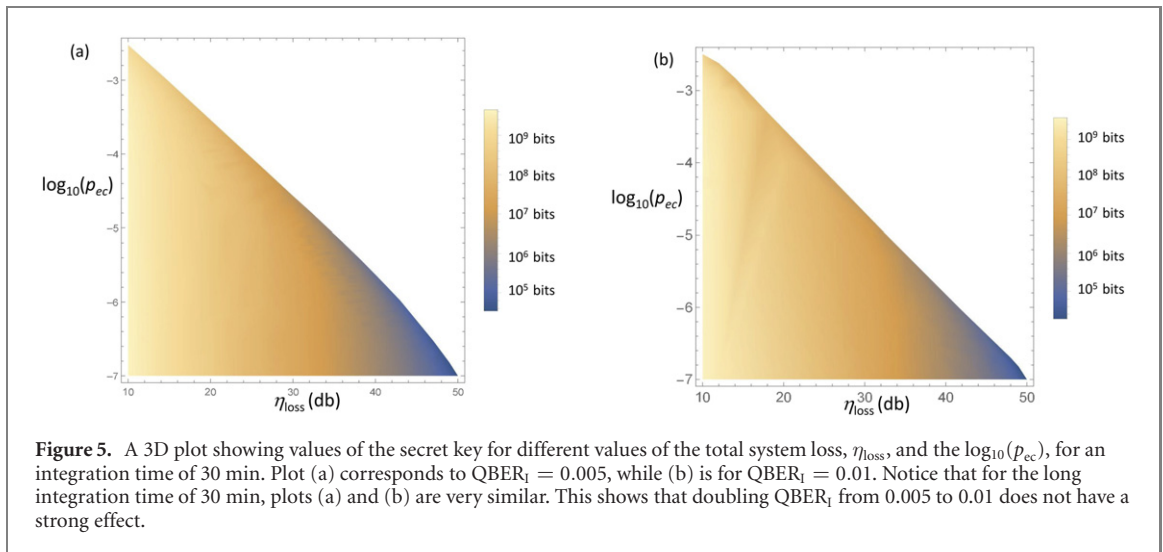 (a)
−3
−4
log₁₀(pec)
−5
−6
−7
10 20 30 40 50
ηloss (db)
10⁹ bits
10⁸ bits
10⁷ bits
10⁶ bits
10⁵ bits
(b)
−3
−4
log₁₀(pec)
−5
−6
−7
10 20 30 40 50
ηloss (db)
10⁹ bits
10⁸ bits
10⁷ bits
10⁶ bits
10⁵ bits
Figure 5. A 3D plot showing values of the secret key for different values of the total system loss, ηloss, and the log₁₀(pec), for an
integration time of 30 min. Plot (a) corresponds to QBERI = 0.005, while (b) is for QBERI = 0.01. Notice that for the long
integration time of 30 min, plots (a) and (b) are very similar. This shows that doubling QBERI from 0.005 to 0.01 does not have a
strong effect.